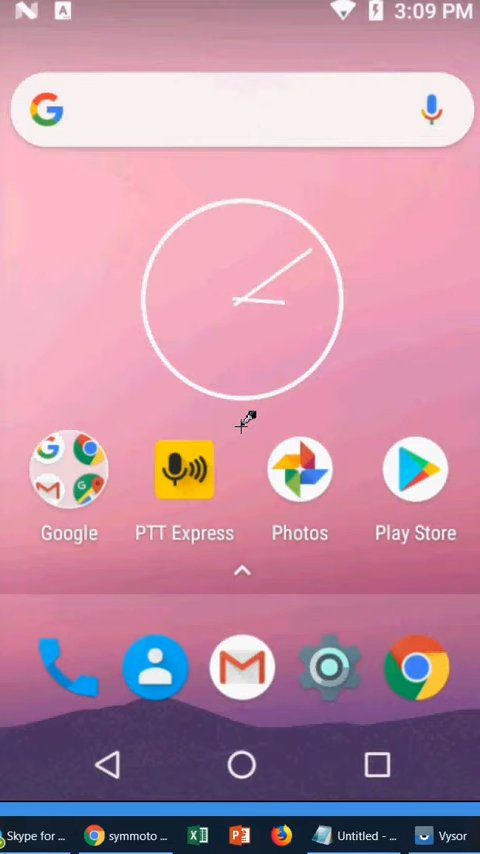 3:09 PM
Google
PTT Express
Photos
Play Store
Skype for ...
symmoto ...
Untitled - ...
Vysor